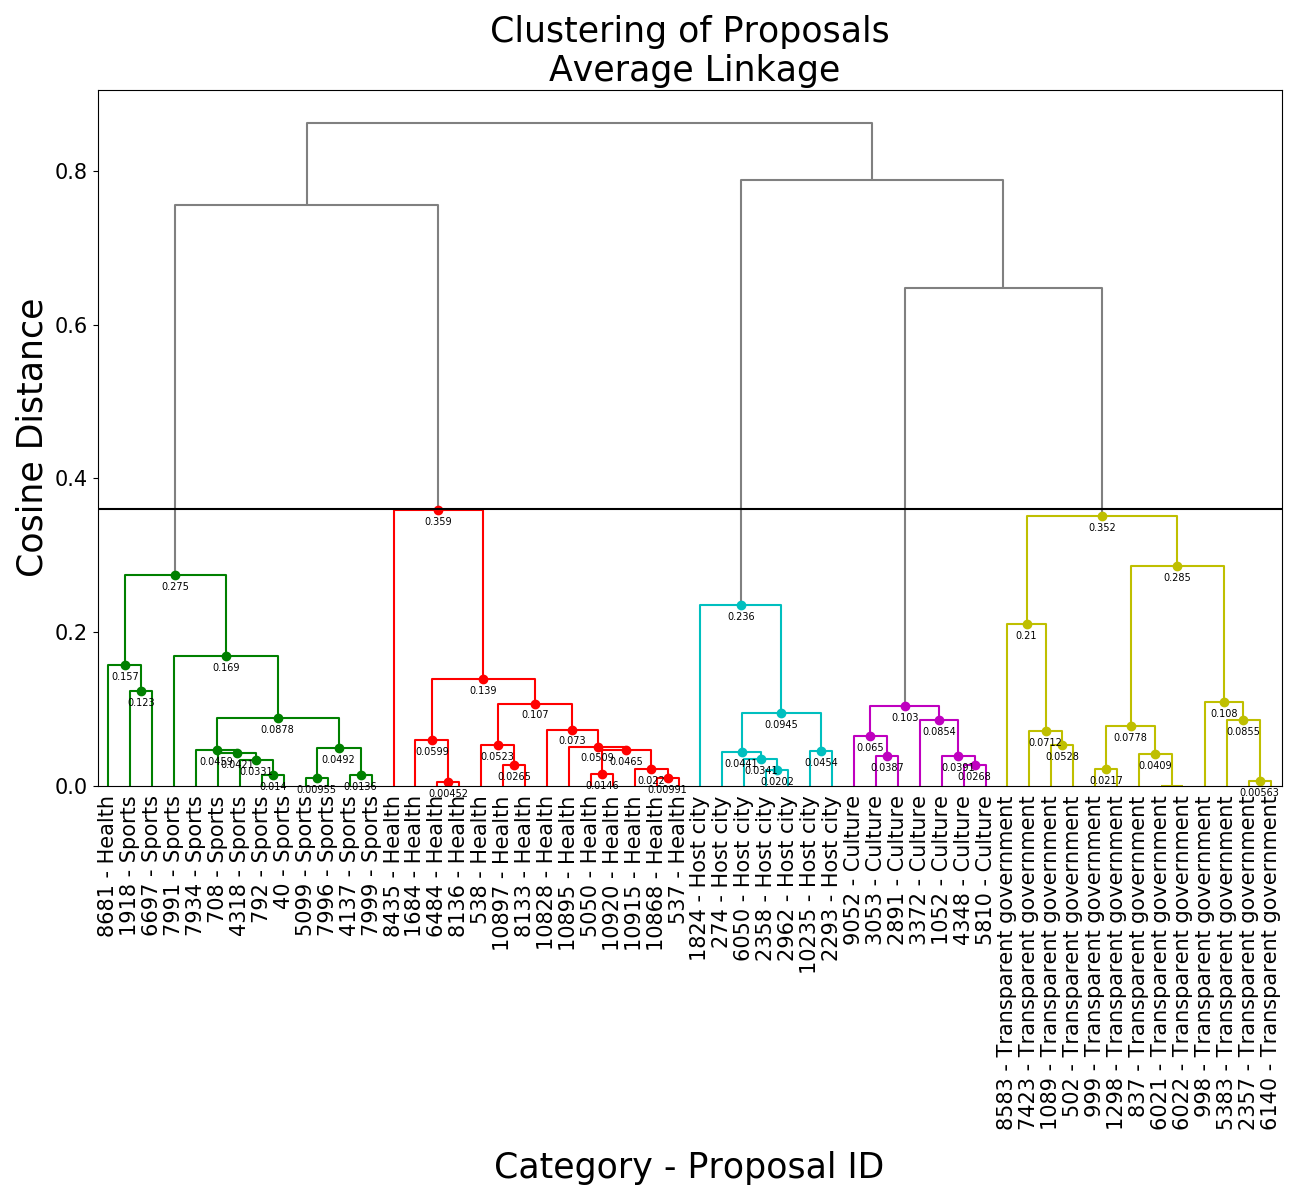 Clustering of Proposals
Average Linkage
Cosine Distance
0.8
0.6
0.4
0.2
0.0
0.359
0.352
0.275
0.285
0.236
0.21
0.157
0.169
0.123
0.139
0.107
0.103
0.108
0.0945
0.0878
0.0854
0.0855
0.0778
0.073
0.0712
0.065
0.0599
0.0523
0.0528
0.0509
0.0465
0.0492
0.0459
0.0421
0.0454
0.0441
0.0409
0.0391
0.0387
0.0341
0.0331
0.0265
0.0268
0.022
0.0217
0.0202
0.0146
0.014
0.0136
0.00991
0.00955
0.00563
0.00452
8681 - Health
1918 - Sports
6697 - Sports
7991 - Sports
7934 - Sports
708 - Sports
4318 - Sports
792 - Sports
40 - Sports
5099 - Sports
7996 - Sports
4137 - Sports
7999 - Sports
8435 - Health
1684 - Health
6484 - Health
8136 - Health
538 - Health
10897 - Health
8133 - Health
10828 - Health
10895 - Health
5050 - Health
10920 - Health
10915 - Health
10868 - Health
537 - Health
1824 - Host city
274 - Host city
6050 - Host city
2358 - Host city
2962 - Host city
10235 - Host city
2293 - Host city
9052 - Culture
3053 - Culture
2891 - Culture
3372 - Culture
1052 - Culture
4348 - Culture
5810 - Culture
8583 - Transparent government
7423 - Transparent government
1089 - Transparent government
502 - Transparent government
999 - Transparent government
1298 - Transparent government
837 - Transparent government
6021 - Transparent government
6022 - Transparent government
998 - Transparent government
5383 - Transparent government
2357 - Transparent government
6140 - Transparent government
Category - Proposal ID